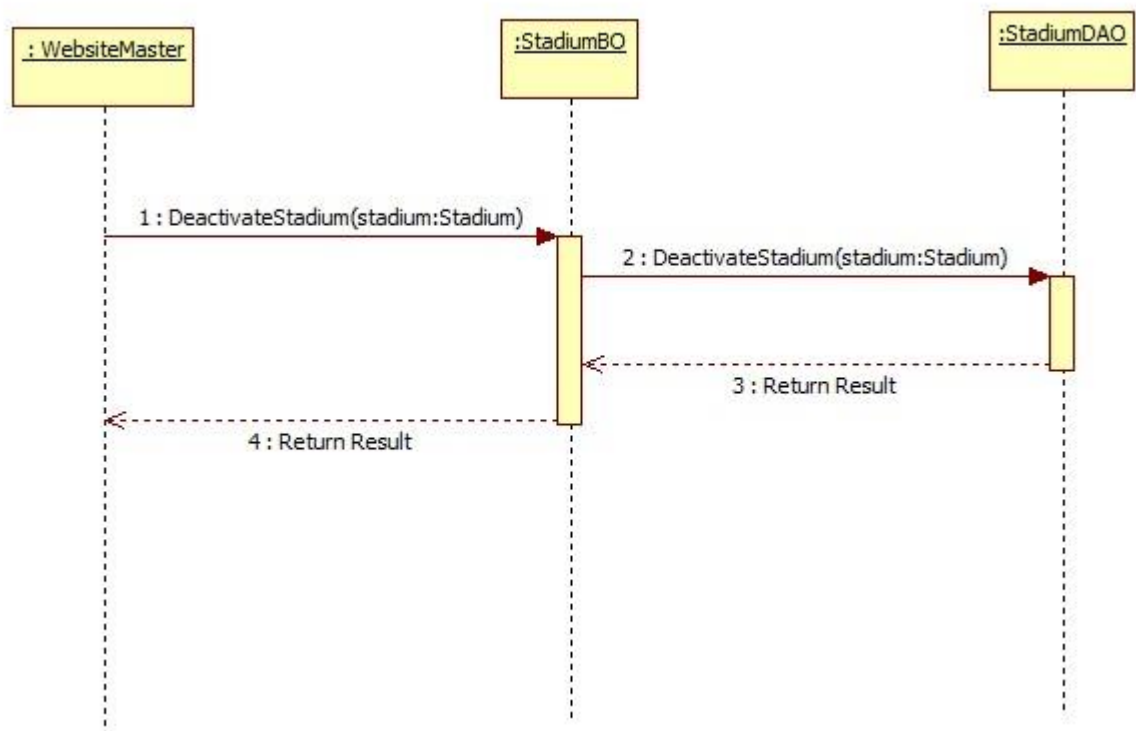 : WebsiteMaster
:StadiumBO
:StadiumDAO
1 : DeactivateStadium(stadium:Stadium)
2 : DeactivateStadium(stadium:Stadium)
3 : Return Result
4 : Return Result